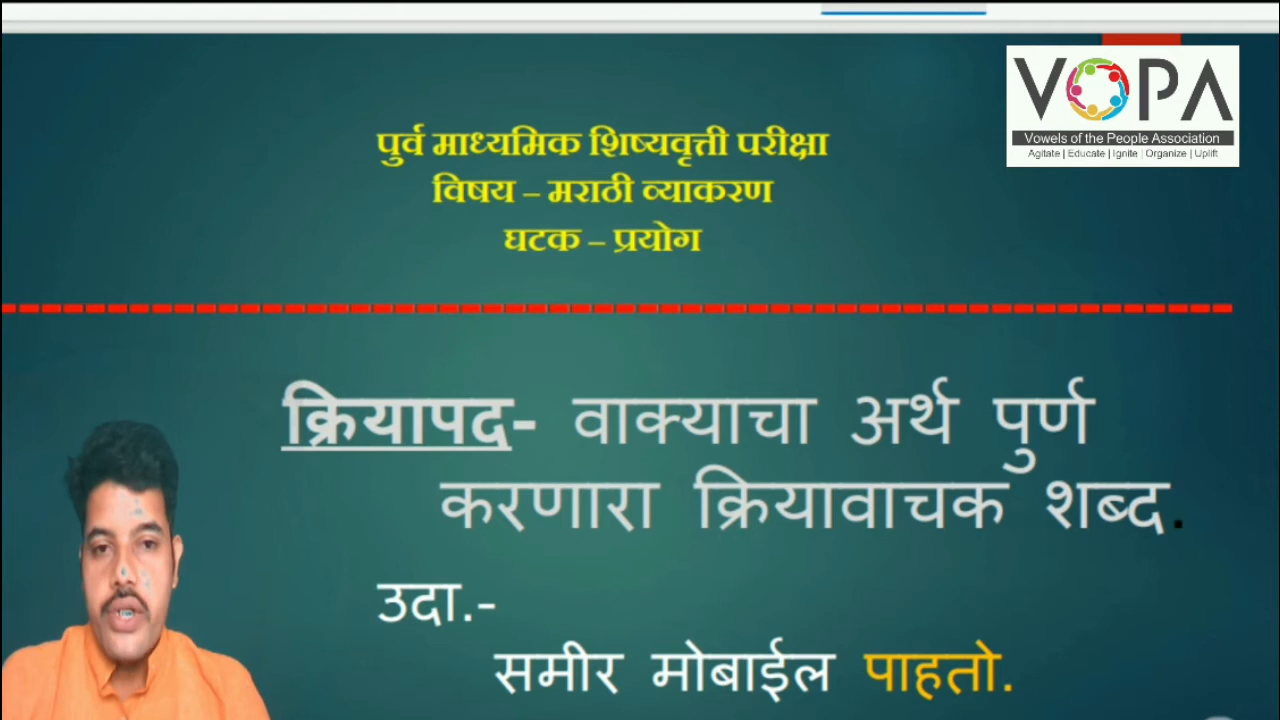 VOPA
Vowels of the People Association
Agitate | Educate | Ignite | Organize | Uplift
पुर्व माध्यमिक शिष्यवृत्ती परीक्षा
विषय – मराठी व्याकरण
घटक – प्रयोग
क्रियापद- वाक्याचा अर्थ पुर्ण
करणारा क्रियावाचक शब्द.
उदा.-
समीर मोबाईल पाहतो.